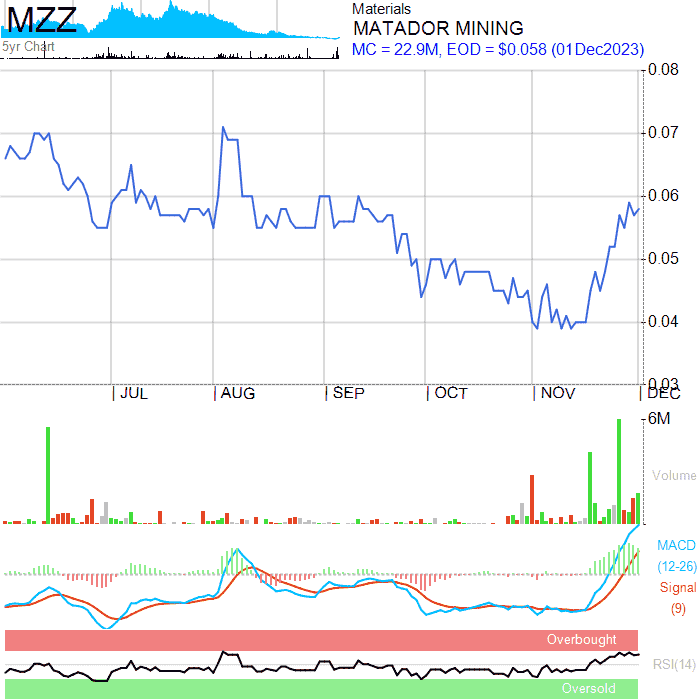 MZZ
5yr Chart
Materials
MATADOR MINING
MC = 22.9M, EOD = $0.058 (01Dec2023)
0.08
0.07
0.06
0.05
0.04
0.03
JUL AUG SEP OCT NOV DEC
6M
Volume
MACD
(12-26)
Signal
(9)
Overbought
RSI(14)
Oversold